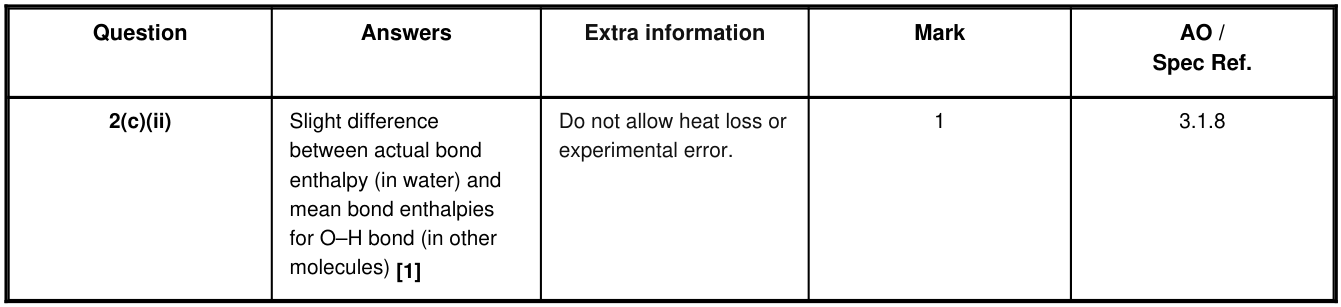 Question
Answers
Extra information
Mark
AO /
Spec Ref.
2(c)(ii)
Slight difference
between actual bond
enthalpy (in water) and
mean bond enthalpies
for O–H bond (in other
molecules) [1]
Do not allow heat loss or
experimental error.
1
3.1.8